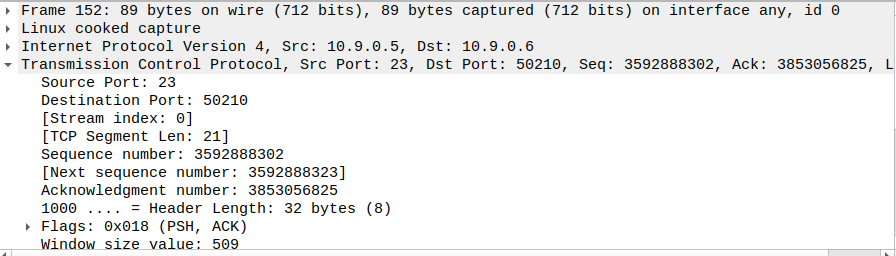 Frame 152: 89 bytes on wire (712 bits), 89 bytes captured (712 bits) on interface any, id 0
Linux cooked capture
Internet Protocol Version 4, Src: 10.9.0.5, Dst: 10.9.0.6
Transmission Control Protocol, Src Port: 23, Dst Port: 50210, Seq: 3592888302, Ack: 3853056825, L
Source Port: 23
Destination Port: 50210
[Stream index: 0]
[TCP Segment Len: 21]
Sequence number: 3592888302
[Next sequence number: 3592888323]
Acknowledgment number: 3853056825
1000 .... = Header Length: 32 bytes (8)
Flags: 0x018 (PSH, ACK)
Window size value: 509